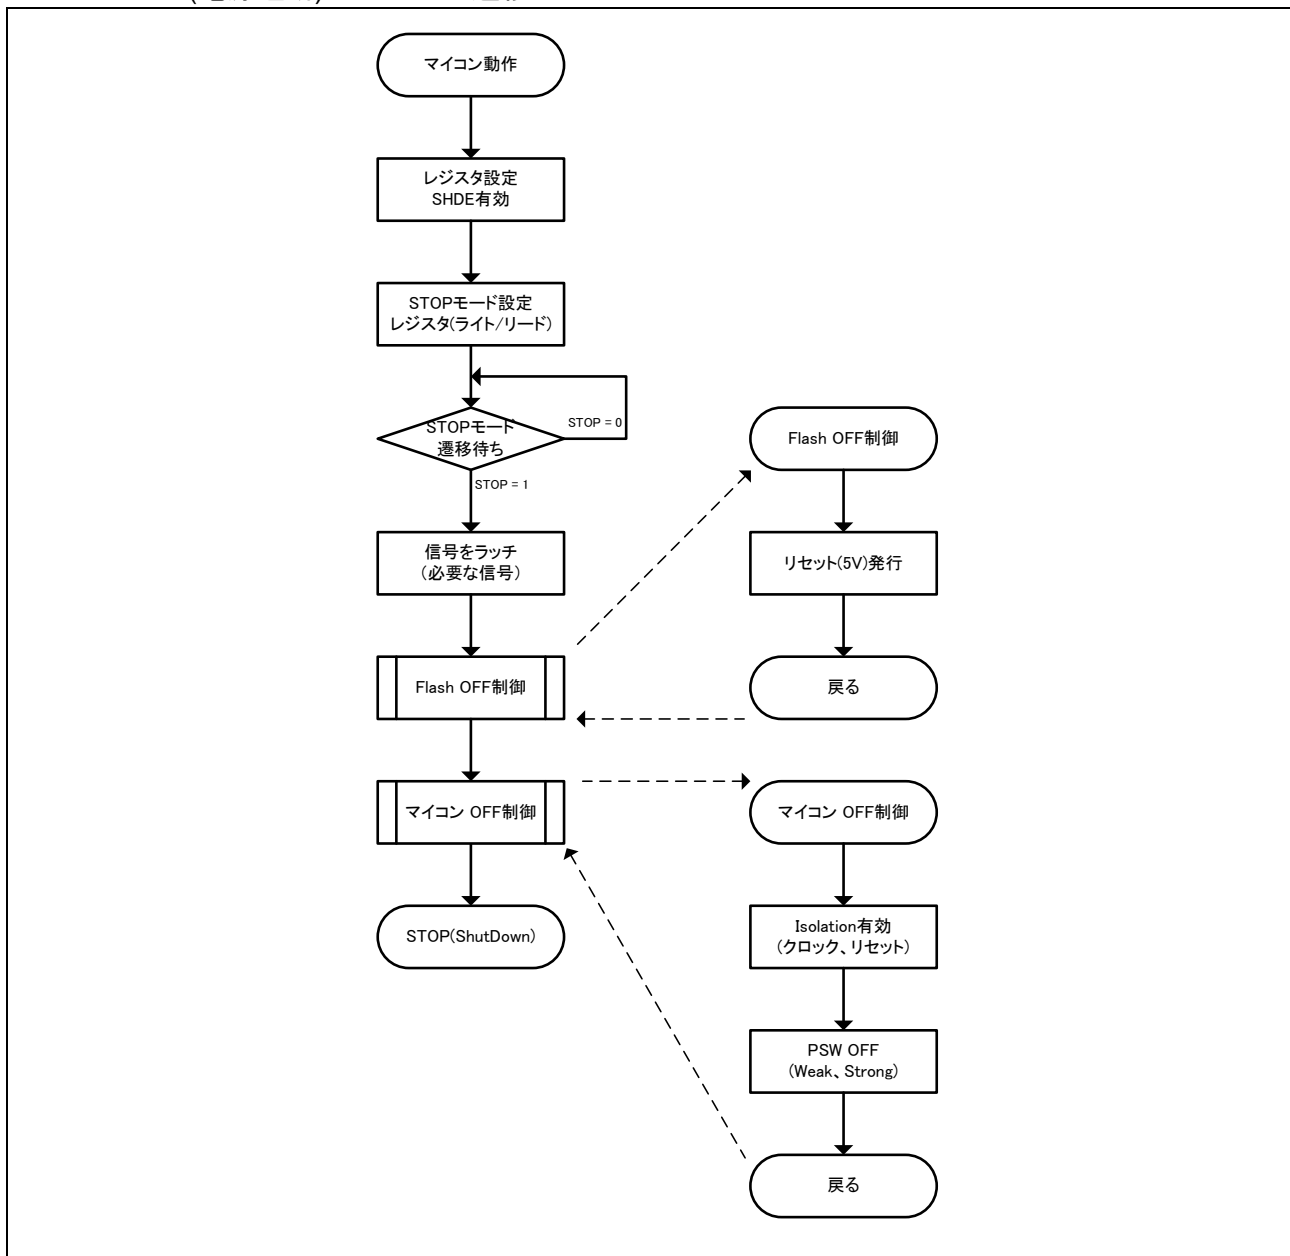 マイコン動作
レジスタ設定
SHDE有効
STOPモード設定
レジスタ(ライト/リード)
STOPモード
遷移待ち
STOP = 0
STOP = 1
信号をラッチ
(必要な信号)
Flash OFF制御
マイコン OFF制御
STOP(ShutDown)
Flash OFF制御
リセット(5V)発行
戻る
マイコン OFF制御
Isolation有効
(クロック、リセット)
PSW OFF
(Weak、Strong)
戻る